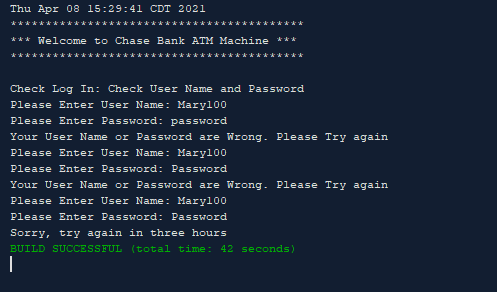 Thu Apr 08 15:29:41 CDT 2021
******************************************
*** Welcome to Chase Bank ATM Machine ***
******************************************
Check Log In: Check User Name and Password
Please Enter User Name: Mary100
Please Enter Password: password
Your User Name or Password are Wrong. Please Try again
Please Enter User Name: Mary100
Please Enter Password: Password
Your User Name or Password are Wrong. Please Try again
Please Enter User Name: Mary100
Please Enter Password: Password
Sorry, try again in three hours
BUILD SUCCESSFUL (total time: 42 seconds)